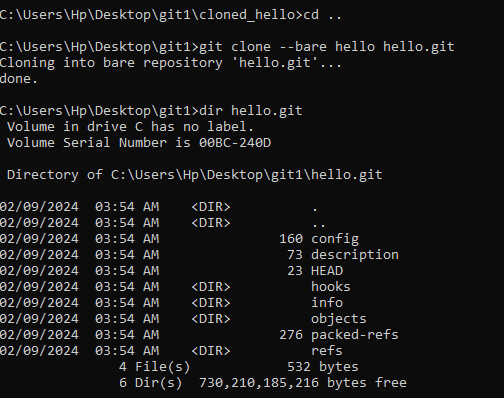 C:\Users\Hp\Desktop\git1\cloned_hello>cd ..
C:\Users\Hp\Desktop\git1>git clone --bare hello hello.git
Cloning into bare repository 'hello.git'...
done.
C:\Users\Hp\Desktop\git1>dir hello.git
 Volume in drive C has no label.
 Volume Serial Number is 00BC-240D
 Directory of C:\Users\Hp\Desktop\git1\hello.git
02/09/2024  03:54 AM    <DIR>          .
02/09/2024  03:54 AM    <DIR>          ..
02/09/2024  03:54 AM               160 config
02/09/2024  03:54 AM                73 description
02/09/2024  03:54 AM                23 HEAD
02/09/2024  03:54 AM    <DIR>          hooks
02/09/2024  03:54 AM    <DIR>          info
02/09/2024  03:54 AM    <DIR>          objects
02/09/2024  03:54 AM               276 packed-refs
02/09/2024  03:54 AM    <DIR>          refs
               4 File(s)            532 bytes
               6 Dir(s)  730,210,185,216 bytes free